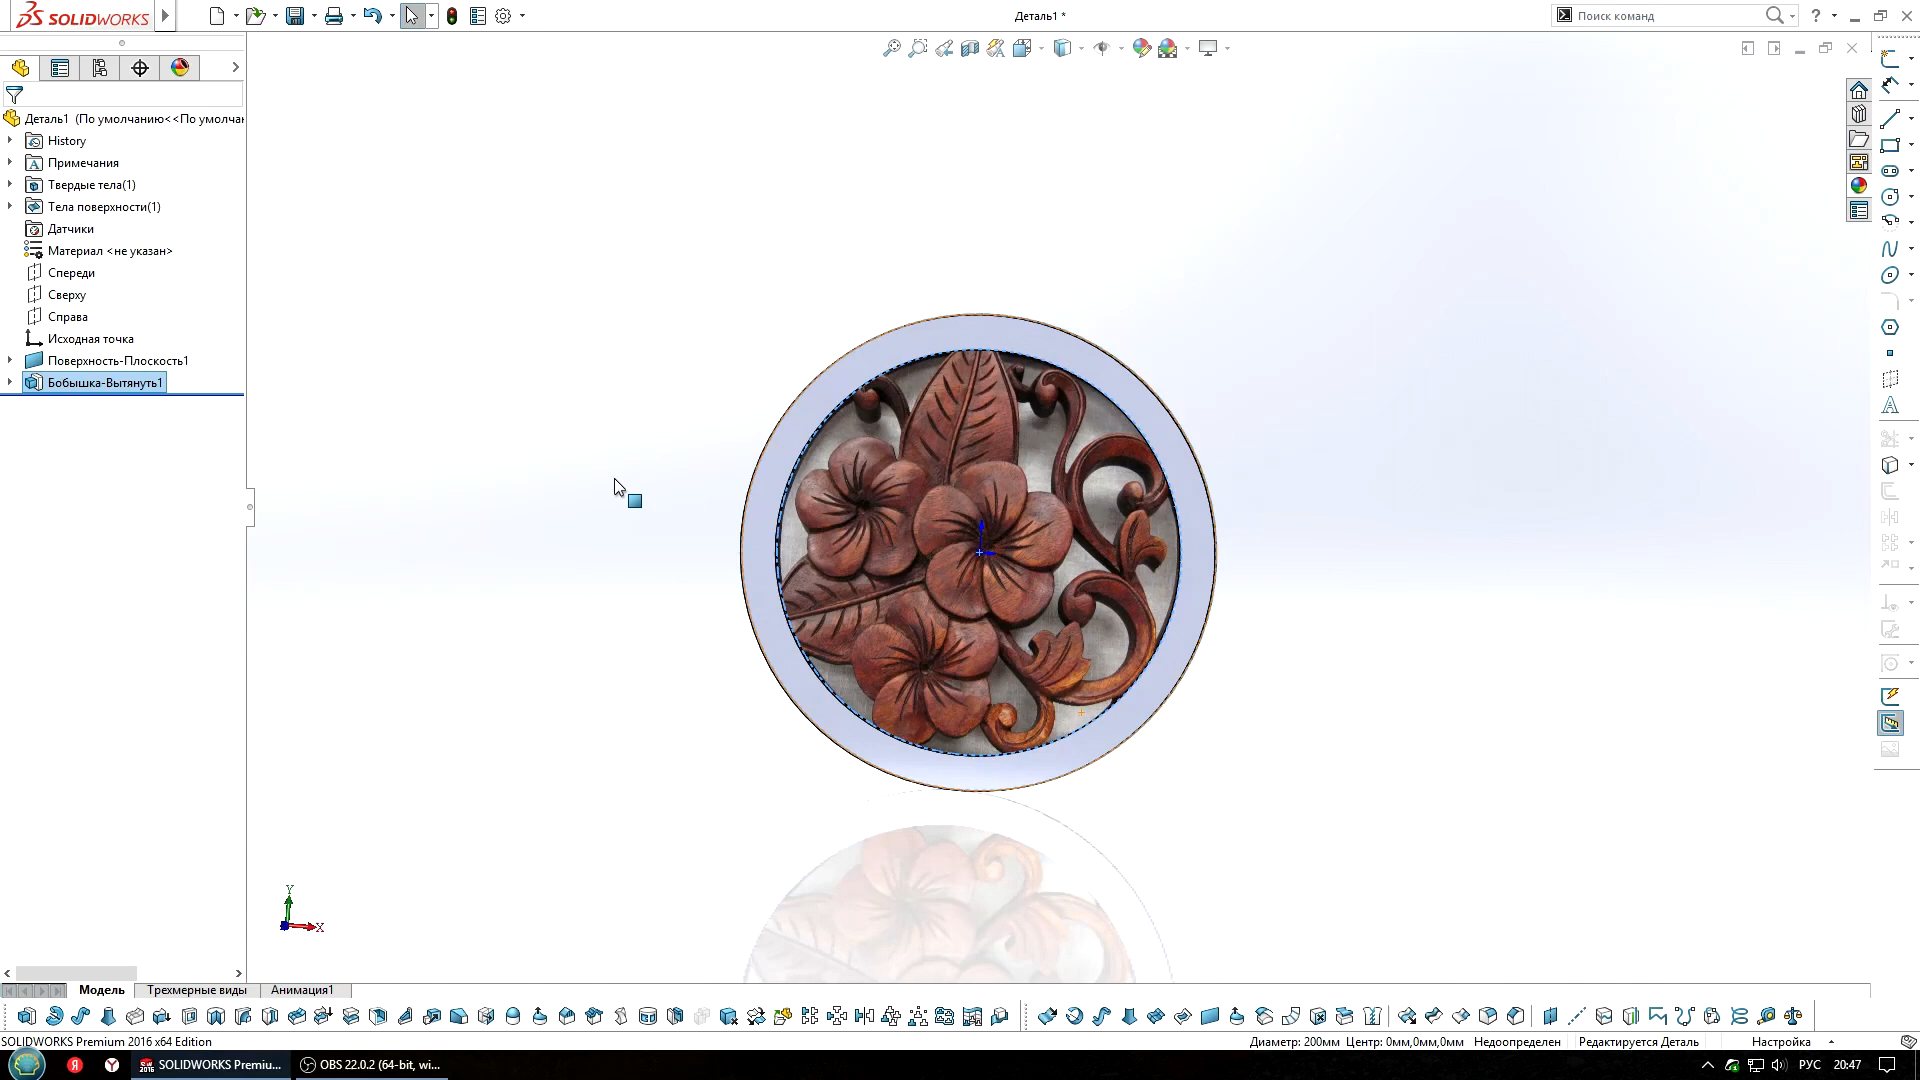 SOLIDWORKS
Деталь1 *
Поиск команд
?
Деталь1 (По умолчанию<<По умолчан
History
Примечания
Твердые тела(1)
Тела поверхности(1)
Датчики
Материал <не указан>
Спереди
Сверху
Справа
Исходная точка
Поверхность-Плоскость1
Бобышка-Вытянуть1
Y
X
Модель
Трехмерные виды
Анимация1
SOLIDWORKS Premium 2016 x64 Edition
Диаметр: 200мм Центр: 0мм,0мм,0мм
Недоопределен
Редактируется Деталь
Настройка
SOLIDWORKS Premiu...
OBS 22.0.2 (64-bit, wi...
РУС
20:47